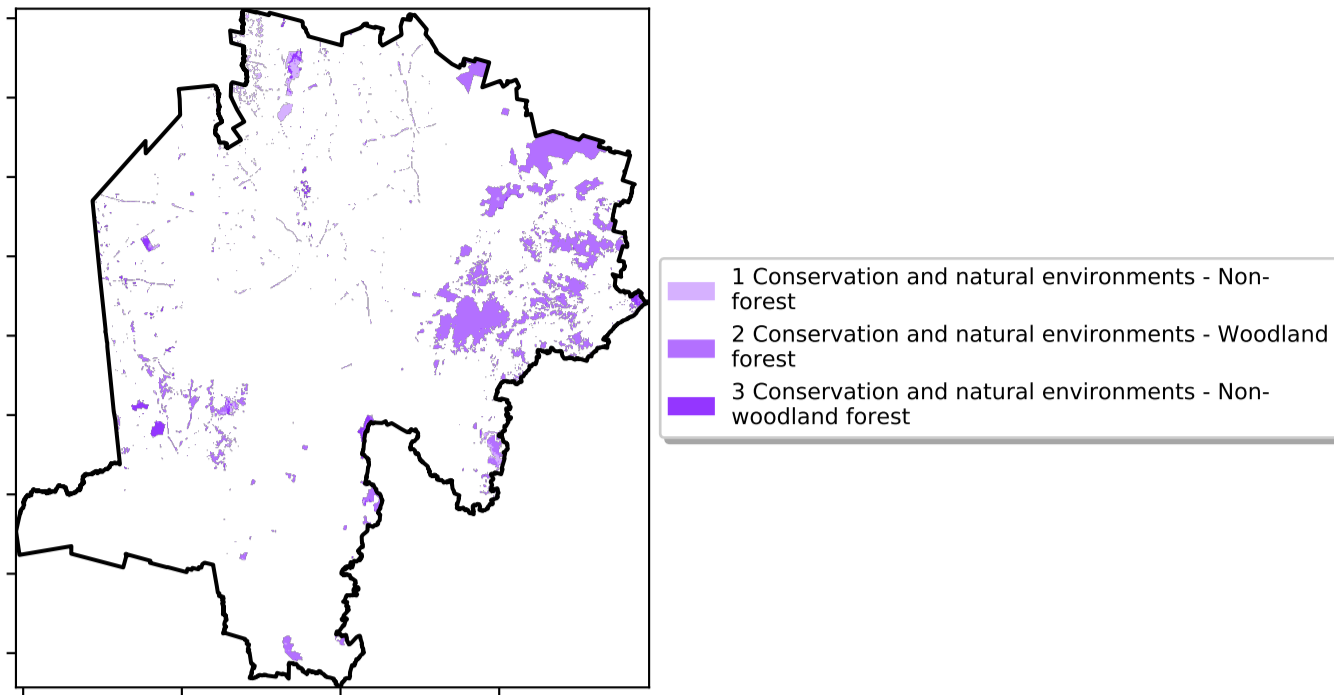 1 Conservation and natural environments - Non-
forest
2 Conservation and natural environments - Woodland
forest
3 Conservation and natural environments - Non-
woodland forest